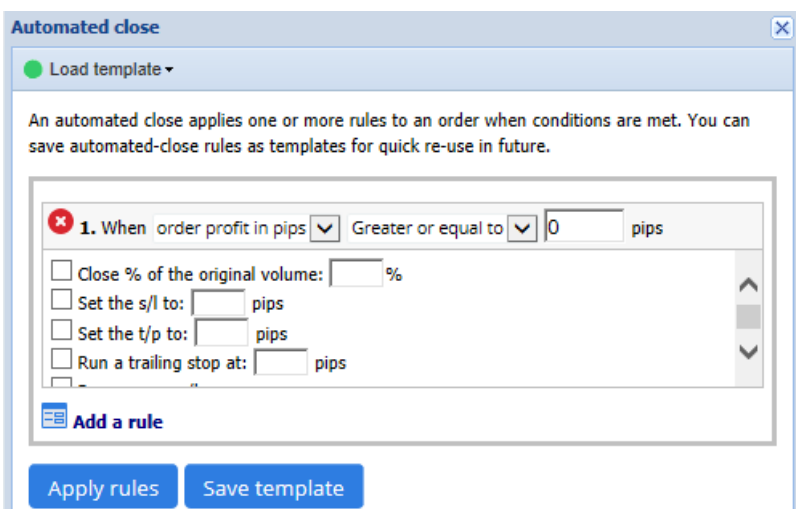 Automated close
Load template
An automated close applies one or more rules to an order when conditions are met. You can
save automated-close rules as templates for quick re-use in future.
1. When order profit in pips Greater or equal to 0 pips
Close % of the original volume: %
Set the s/l to: pips
Set the t/p to: pips
Run a trailing stop at: pips
Add a rule
Apply rules Save template